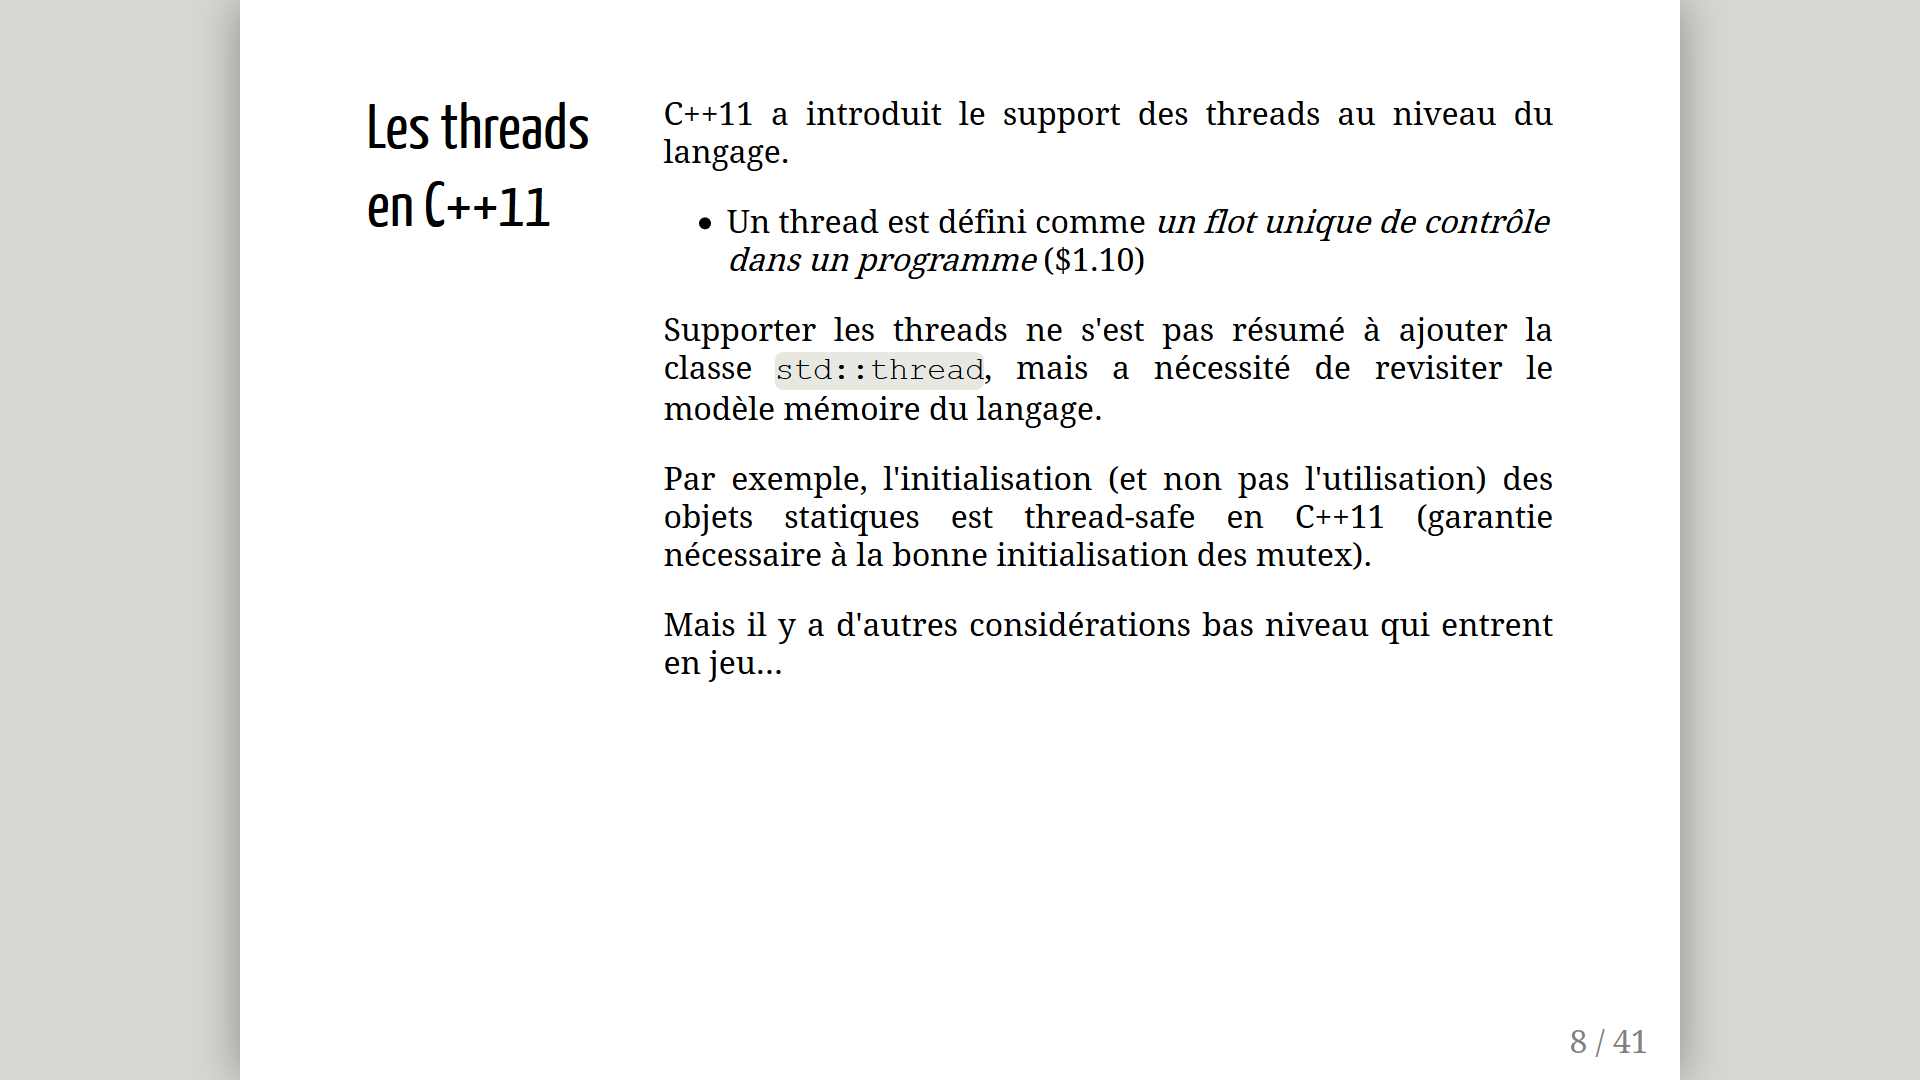 Les threads
en C++11
C++11 a introduit le support des threads au niveau du
langage.
• Un thread est défini comme un flot unique de contrôle
dans un programme ($1.10)
Supporter les threads ne s'est pas résumé à ajouter la
classe std::thread, mais a nécessité de revisiter le
modèle mémoire du langage.
Par exemple, l'initialisation (et non pas l'utilisation) des
objets statiques est thread-safe en C++11 (garantie
nécessaire à la bonne initialisation des mutex).
Mais il y a d'autres considérations bas niveau qui entrent
en jeu...
8 / 41